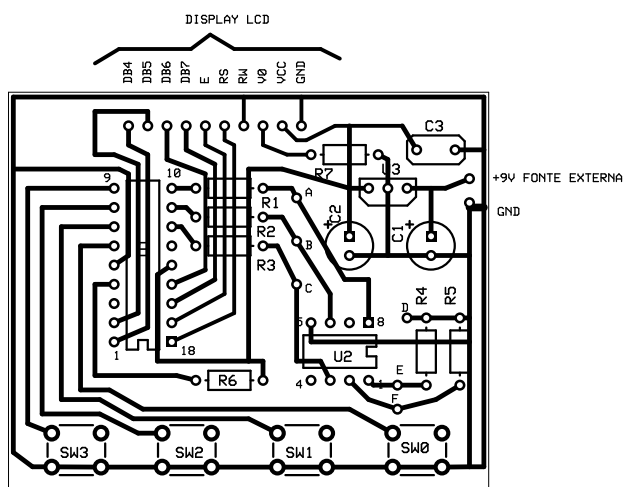 DISPLAY LCD
DB4 DB5 DB6 DB7 E RS RW V0 VCC GND
C3
R7
U3
+9V FONTE EXTERNA
GND
9
10
A
R1
C2
+
C1
+
R2
B
R3
C
D
R4
R5
1
18
5
8
U2
R6
4
1
E
F
SW3
SW2
SW1
SW0